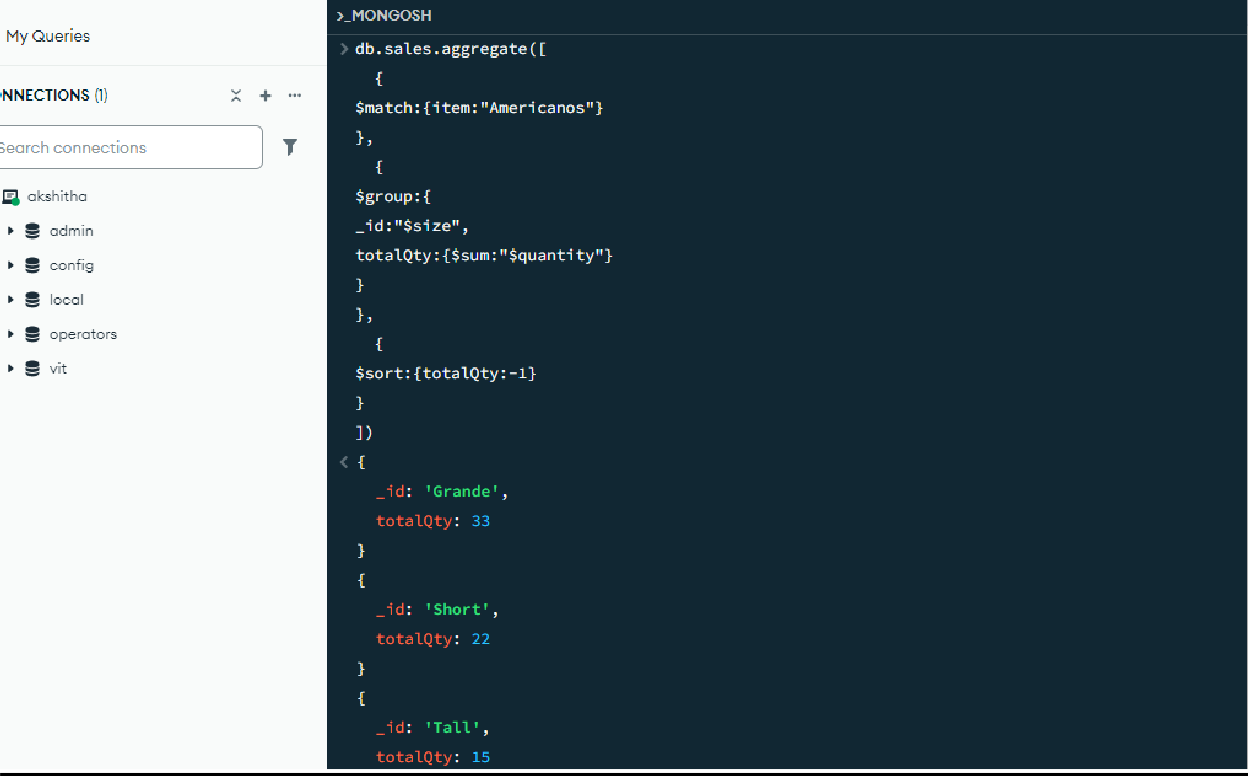 My Queries
NNECTIONS (1)
Search connections
akshitha
admin
config
local
operators
vit
>_MONGOSH
> db.sales.aggregate([
{
$match:{item:"Americanos"}
},
{
$group:{
_id:"$size",
totalQty:{$sum:"$quantity"}
}
},
{
$sort:{totalQty:-1}
}
])
< {
_id: 'Grande',
totalQty: 33
}
{
_id: 'Short',
totalQty: 22
}
{
_id: 'Tall',
totalQty: 15